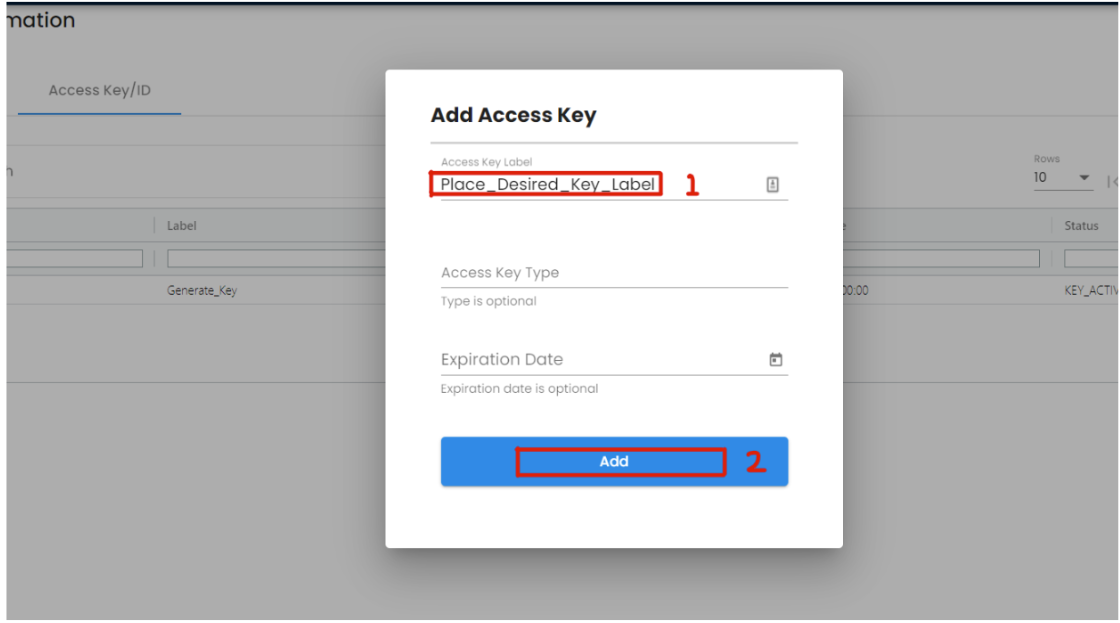 mation
Access Key/ID
Add Access Key
Access Key Label
Place_Desired_Key_Label 1
Rows
10
Label
Status
Access Key Type
Type is optional
Generate_Key
00:00
KEY_ACTIV
Expiration Date
Expiration date is optional
Add 2